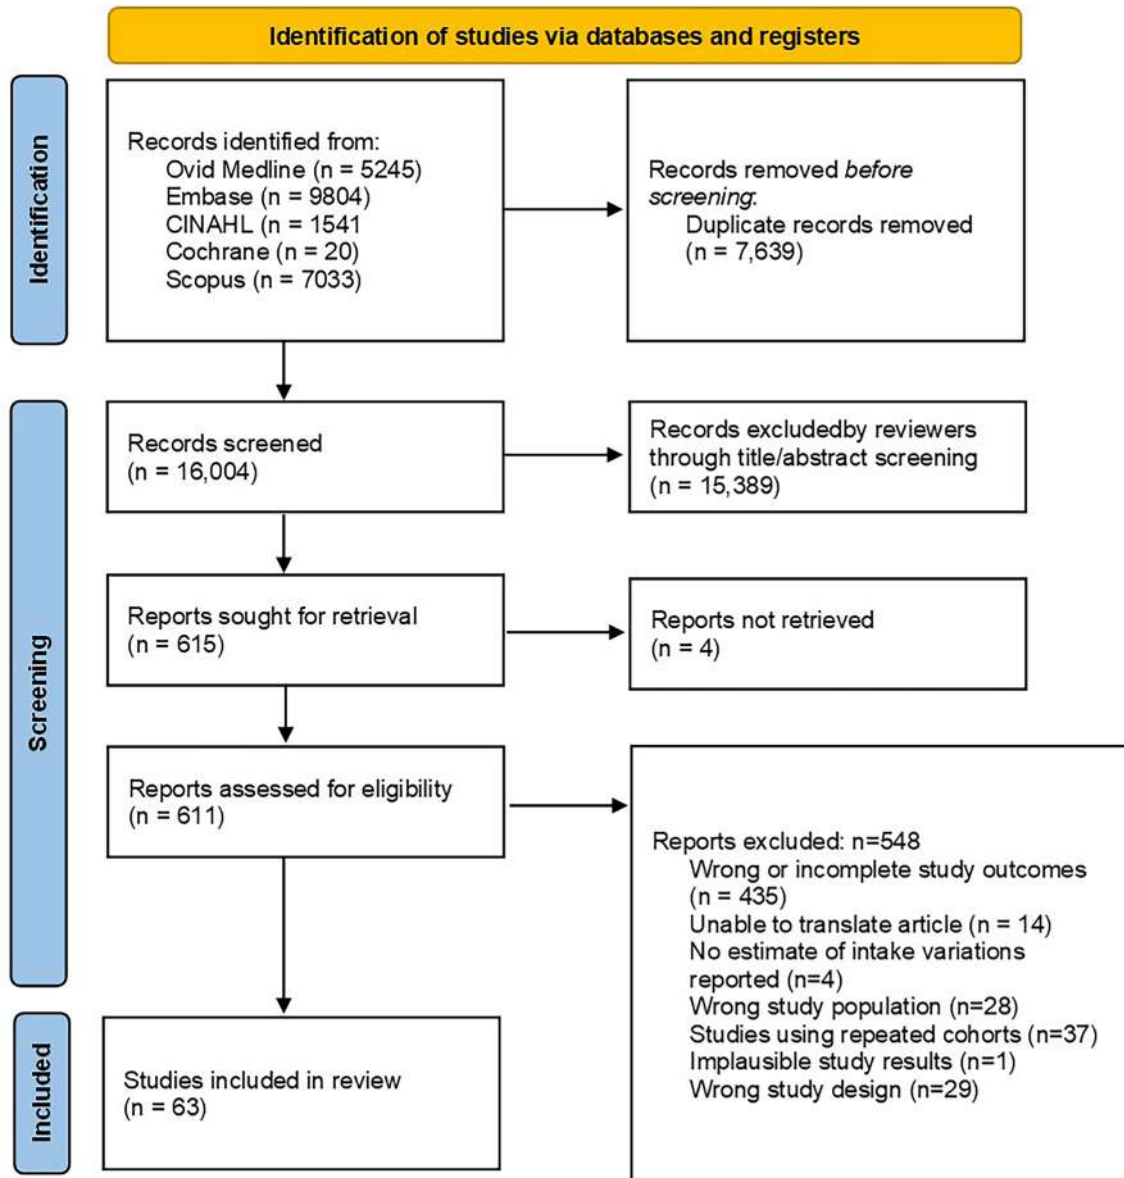 Identification of studies via databases and registers
Identification
Records identified from:
Ovid Medline (n = 5245)
Embase (n = 9804)
CINAHL (n = 1541
Cochrane (n = 20)
Scopus (n = 7033)
Records removed before
screening:
Duplicate records removed
(n = 7,639)
Screening
Records screened
(n = 16,004)
Records excludedby reviewers
through title/abstract screening
(n = 15,389)
Reports sought for retrieval
(n = 615)
Reports not retrieved
(n = 4)
Reports assessed for eligibility
(n = 611)
Reports excluded: n=548
Wrong or incomplete study outcomes
(n = 435)
Unable to translate article (n = 14)
No estimate of intake variations
reported (n=4)
Wrong study population (n=28)
Studies using repeated cohorts (n=37)
Implausible study results (n=1)
Wrong study design (n=29)
Included
Studies included in review
(n = 63)